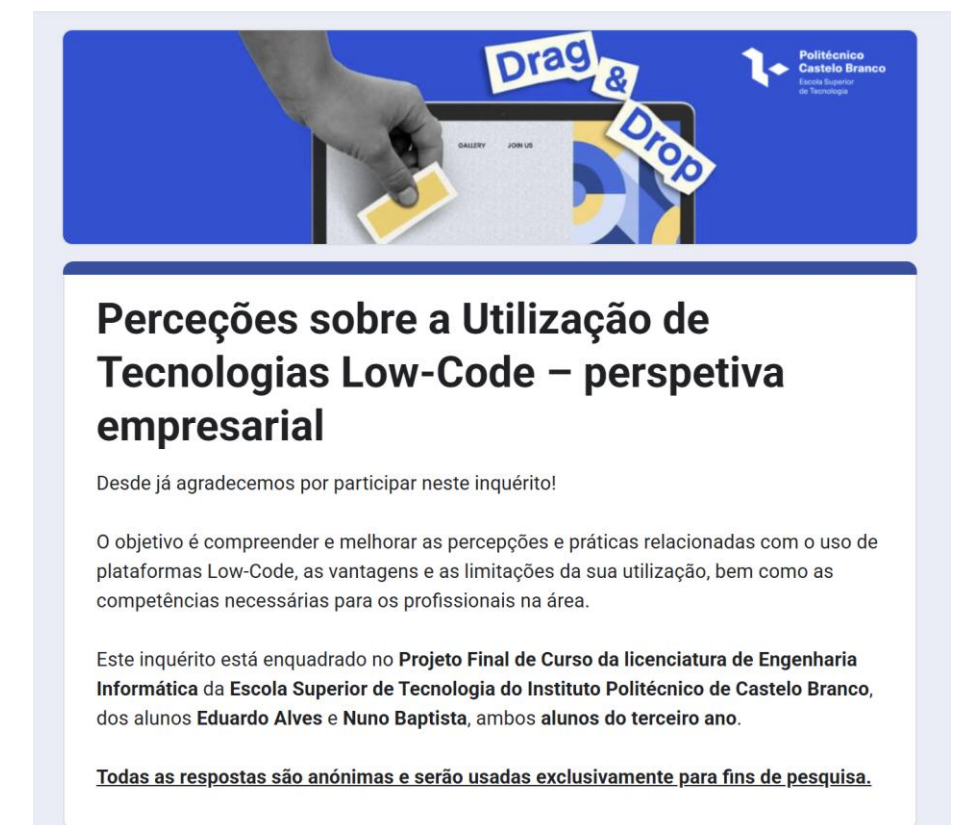 Drag
&
Drop
Politécnico
Castelo Branco
Escola Superior
de Tecnologia
GALLERY JOIN US
Perceções sobre a Utilização de
Tecnologias Low-Code – perspetiva
empresarial
Desde já agradecemos por participar neste inquérito!
O objetivo é compreender e melhorar as percepções e práticas relacionadas com o uso de
plataformas Low-Code, as vantagens e as limitações da sua utilização, bem como as
competências necessárias para os profissionais na área.
Este inquérito está enquadrado no Projeto Final de Curso da licenciatura de Engenharia
Informática da Escola Superior de Tecnologia do Instituto Politécnico de Castelo Branco,
dos alunos Eduardo Alves e Nuno Baptista, ambos alunos do terceiro ano.
Todas as respostas são anónimas e serão usadas exclusivamente para fins de pesquisa.